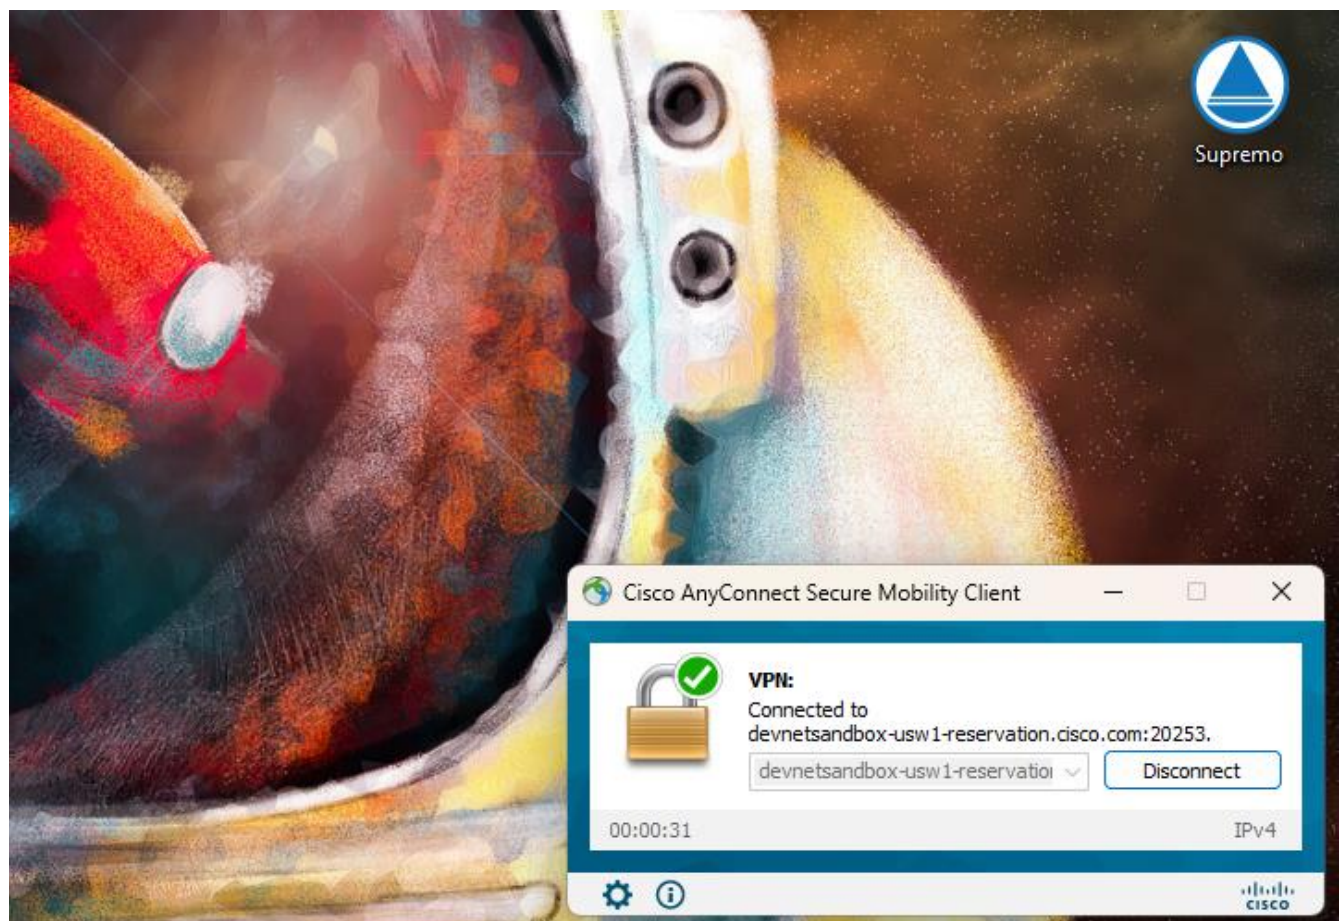 Supremo
Cisco AnyConnect Secure Mobility Client
VPN:
Connected to
devnetsandbox-usw1-reservation.cisco.com:20253.
devnetsandbox-usw1-reservatio
Disconnect
00:00:31
IPv4
CISCO